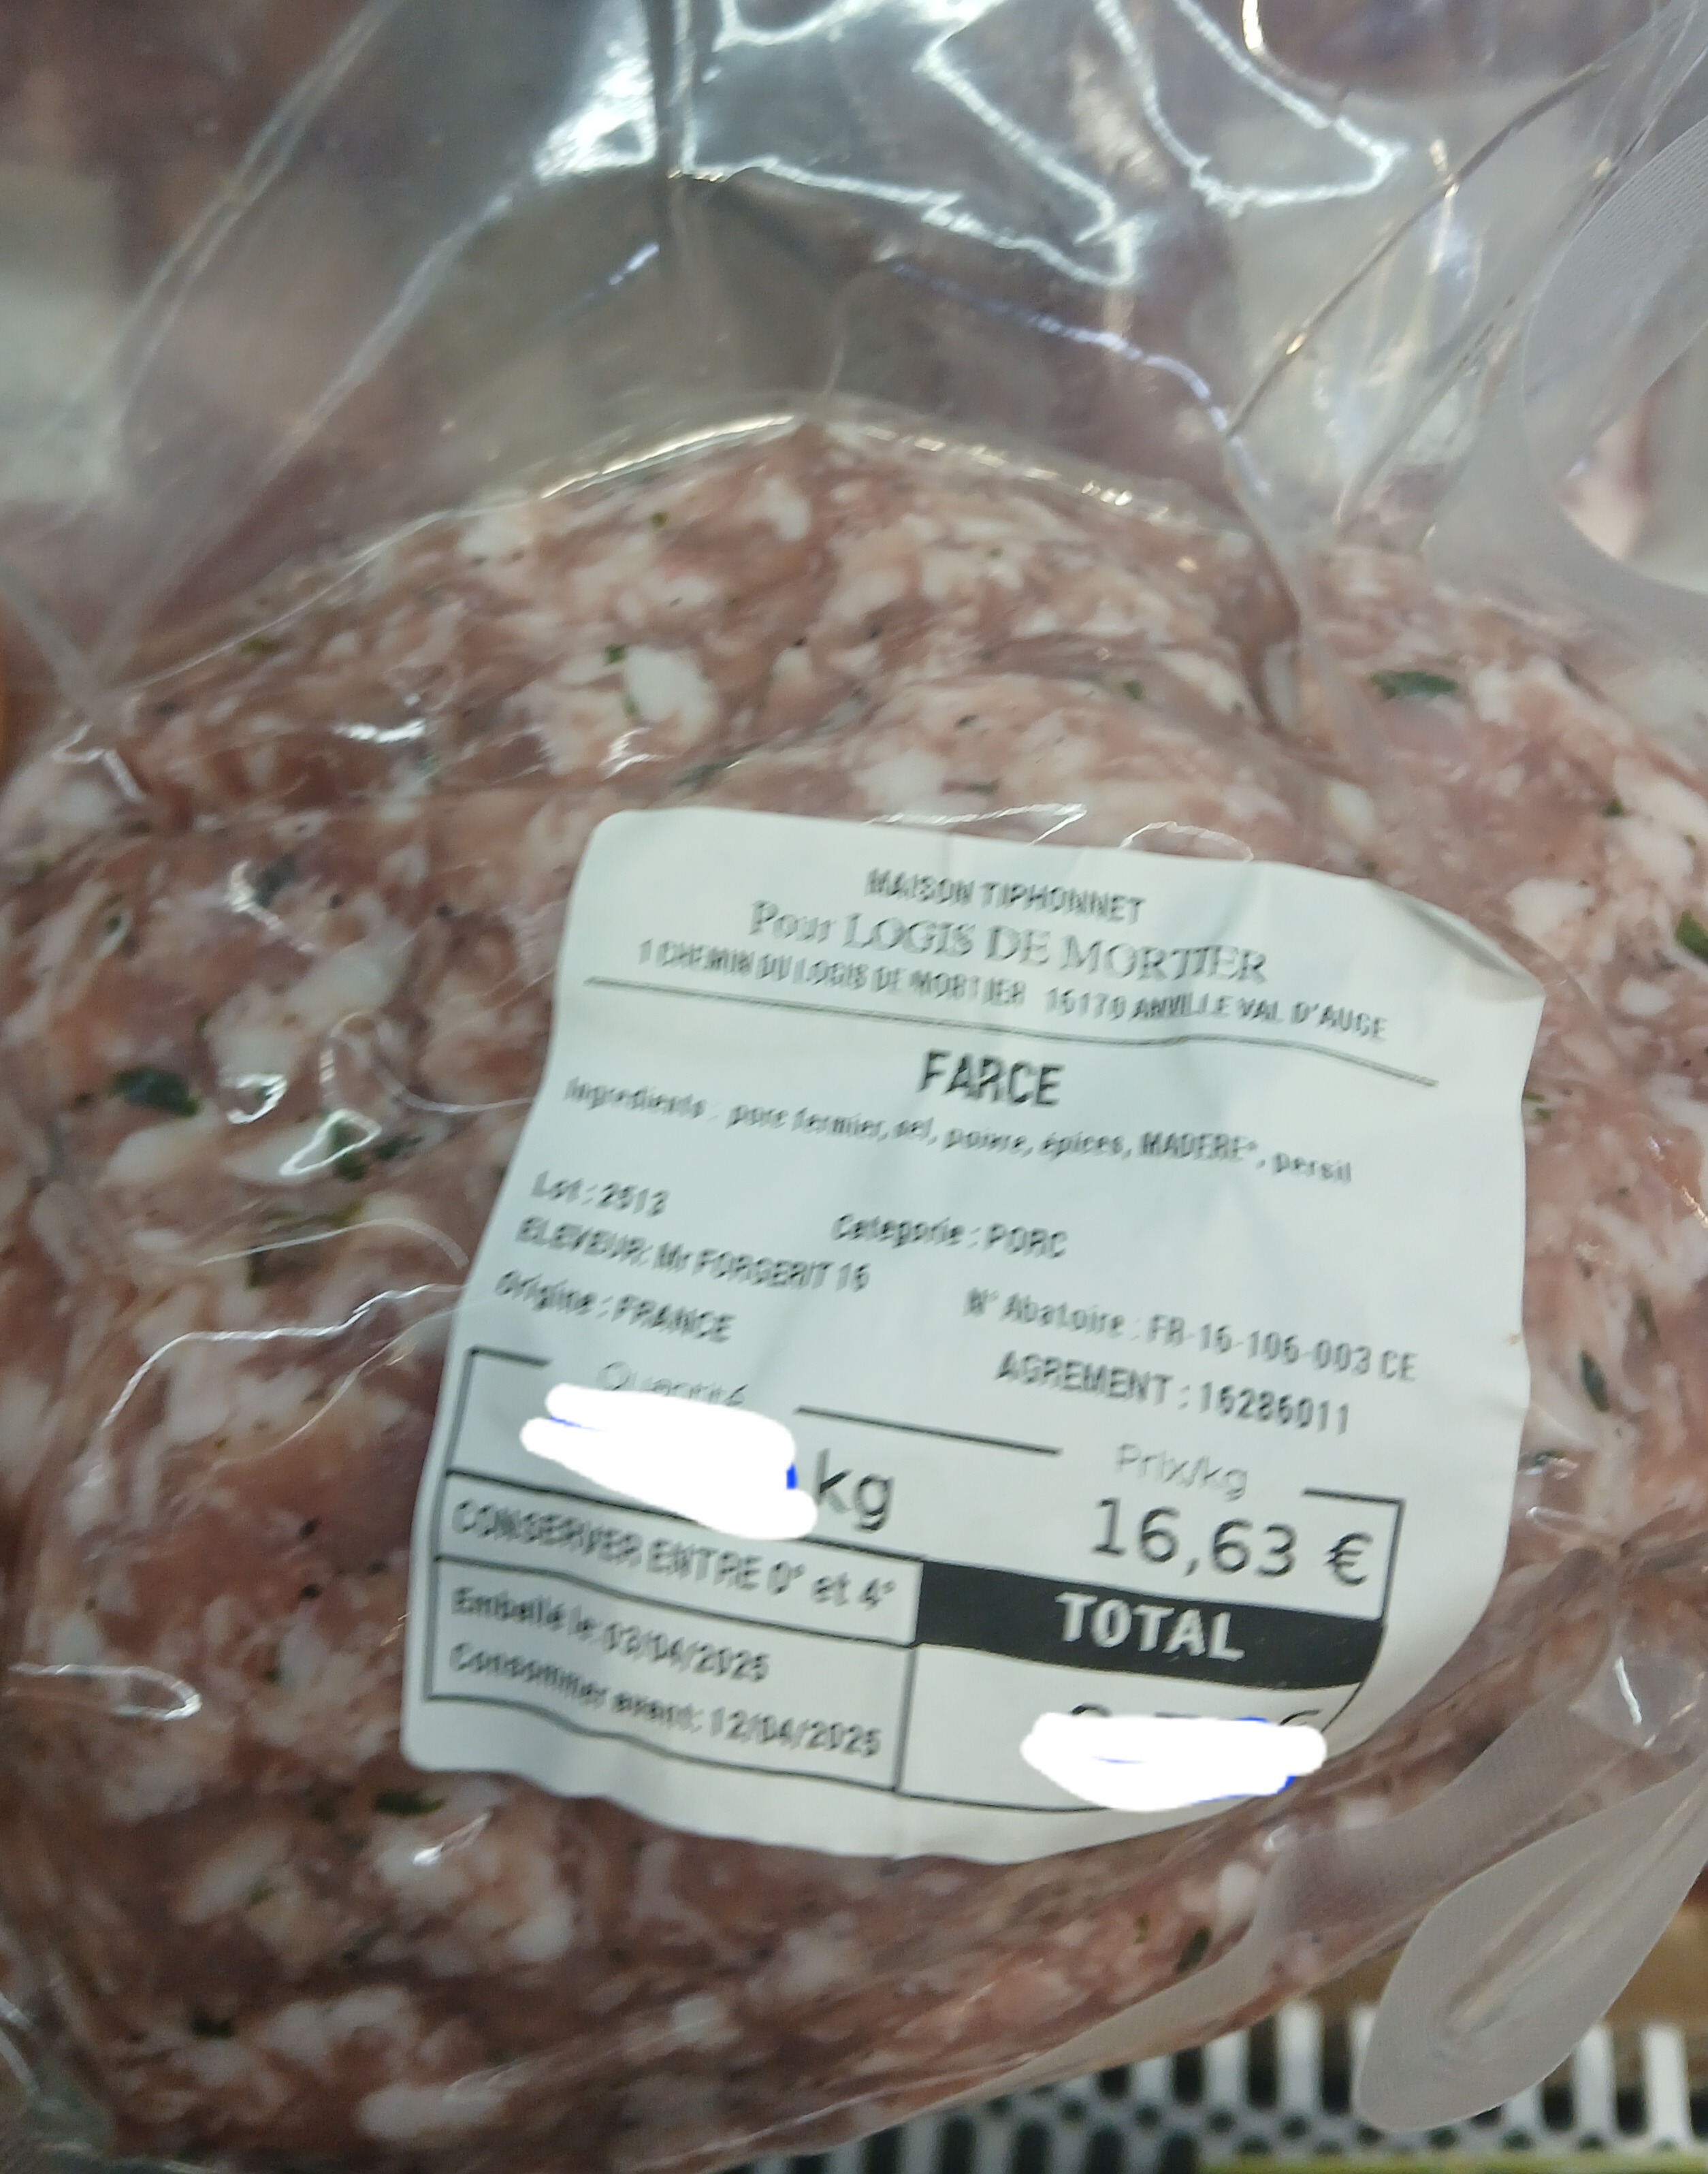 MAISON TIPHONNET
Pour LOGIS DE MORTIER
1 CHEMIN DU LOGIS DE MORTIER 16170 ANVILLE VAL D'AUGE
FARCE
Ingredients : porc fermier, sel, poivre, épices, MADERE*, persil
Lot : 2513
Categorie : PORC
ELEVEUR: Mr FORGERIT 16
N° Abatoire : FR-16-106-003 CE
Origine : FRANCE
AGREMENT : 16286011
Quantité
Prix/kg
kg
16,63 €
CONSERVER ENTRE 0° et 4°
TOTAL
Emballé le: 03/04/2025
Consommer avant: 12/04/2025